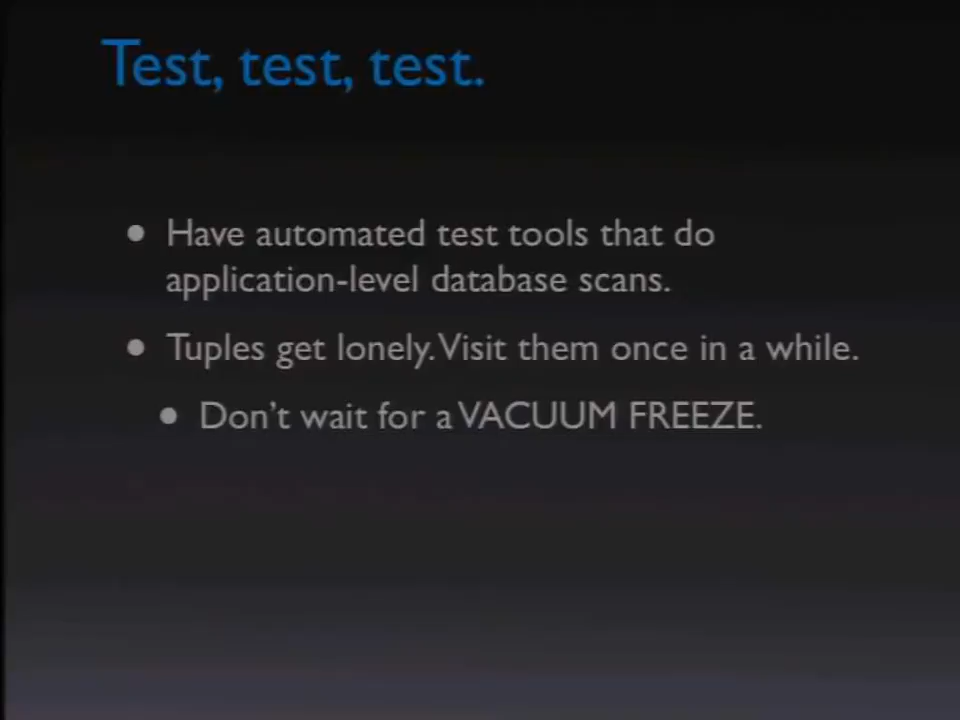 Test, test, test.
• Have automated test tools that do
application-level database scans.
• Tuples get lonely. Visit them once in a while.
• Don't wait for a VACUUM FREEZE.